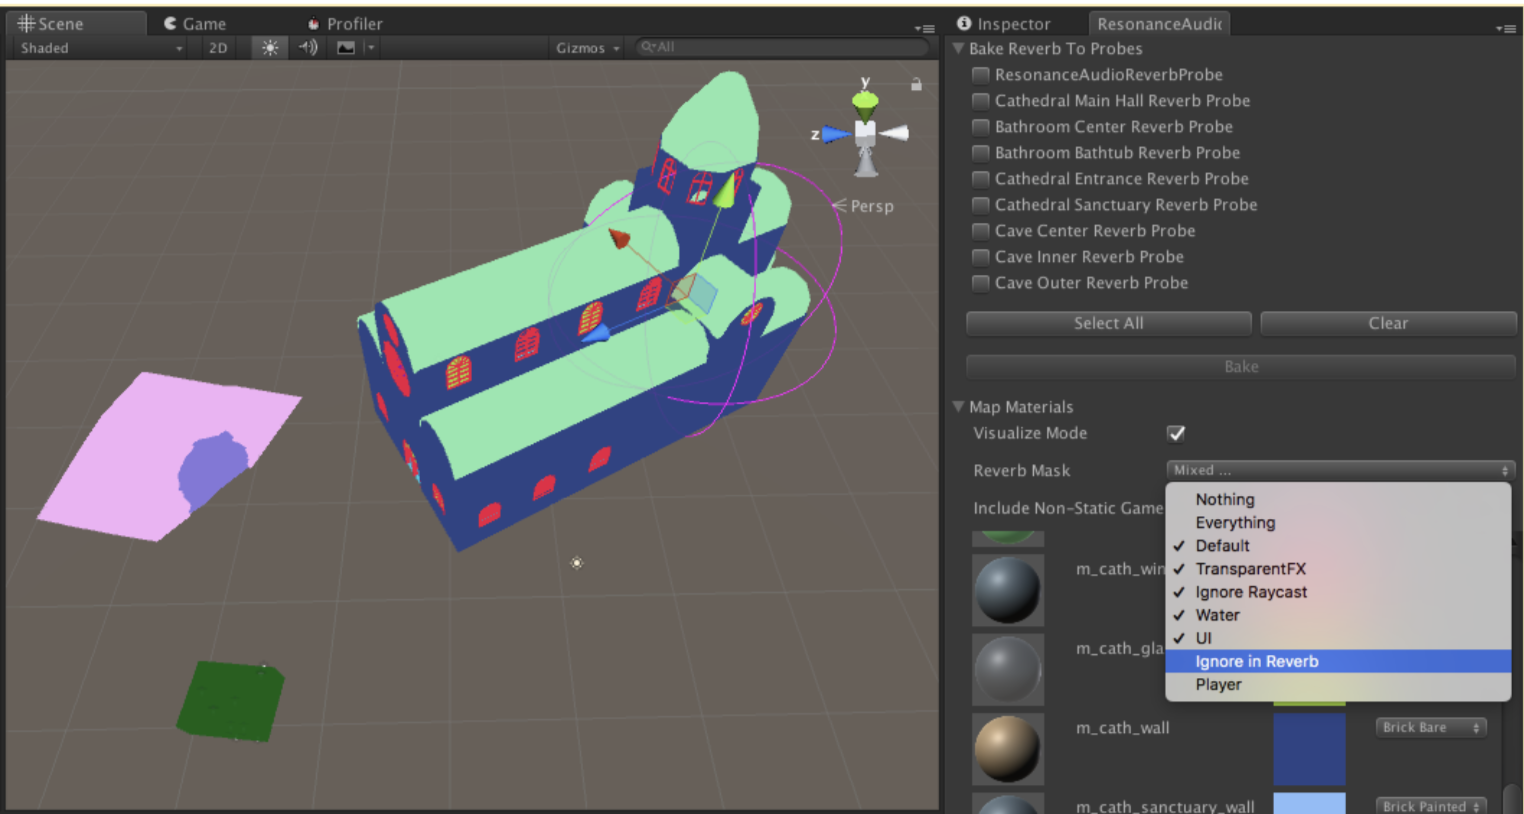 Scene
Game
Profiler
Shaded
2D
Gizmos
All
y
z
Persp
Inspector
ResonanceAudic
Bake Reverb To Probes
ResonanceAudioReverbProbe
Cathedral Main Hall Reverb Probe
Bathroom Center Reverb Probe
Bathroom Bathtub Reverb Probe
Cathedral Entrance Reverb Probe
Cathedral Sanctuary Reverb Probe
Cave Center Reverb Probe
Cave Inner Reverb Probe
Cave Outer Reverb Probe
Select All
Clear
Bake
Map Materials
Visualize Mode
Reverb Mask
Mixed ...
Include Non-Static Game
Nothing
Everything
Default
TransparentFX
Ignore Raycast
Water
UI
Ignore in Reverb
Player
m_cath_win
m_cath_gla
m_cath_wall
Brick Bare
m_cath_sanctuary_wall
Brick Painted